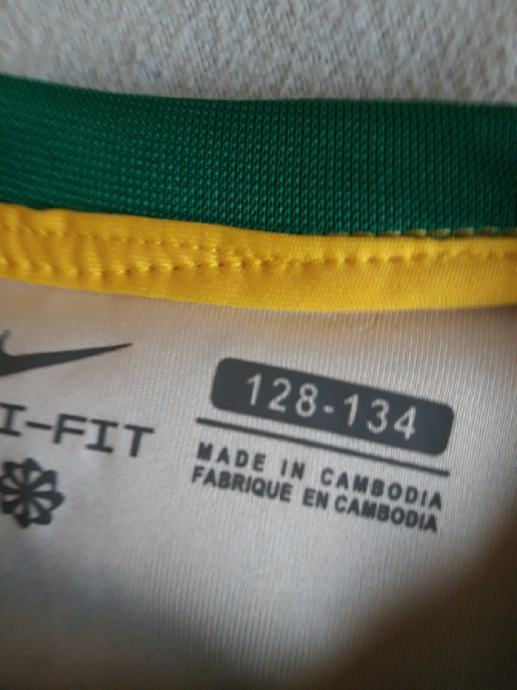 128-134
I-FIT
MADE IN CAMBODIA
FABRIQUE EN CAMBODIA